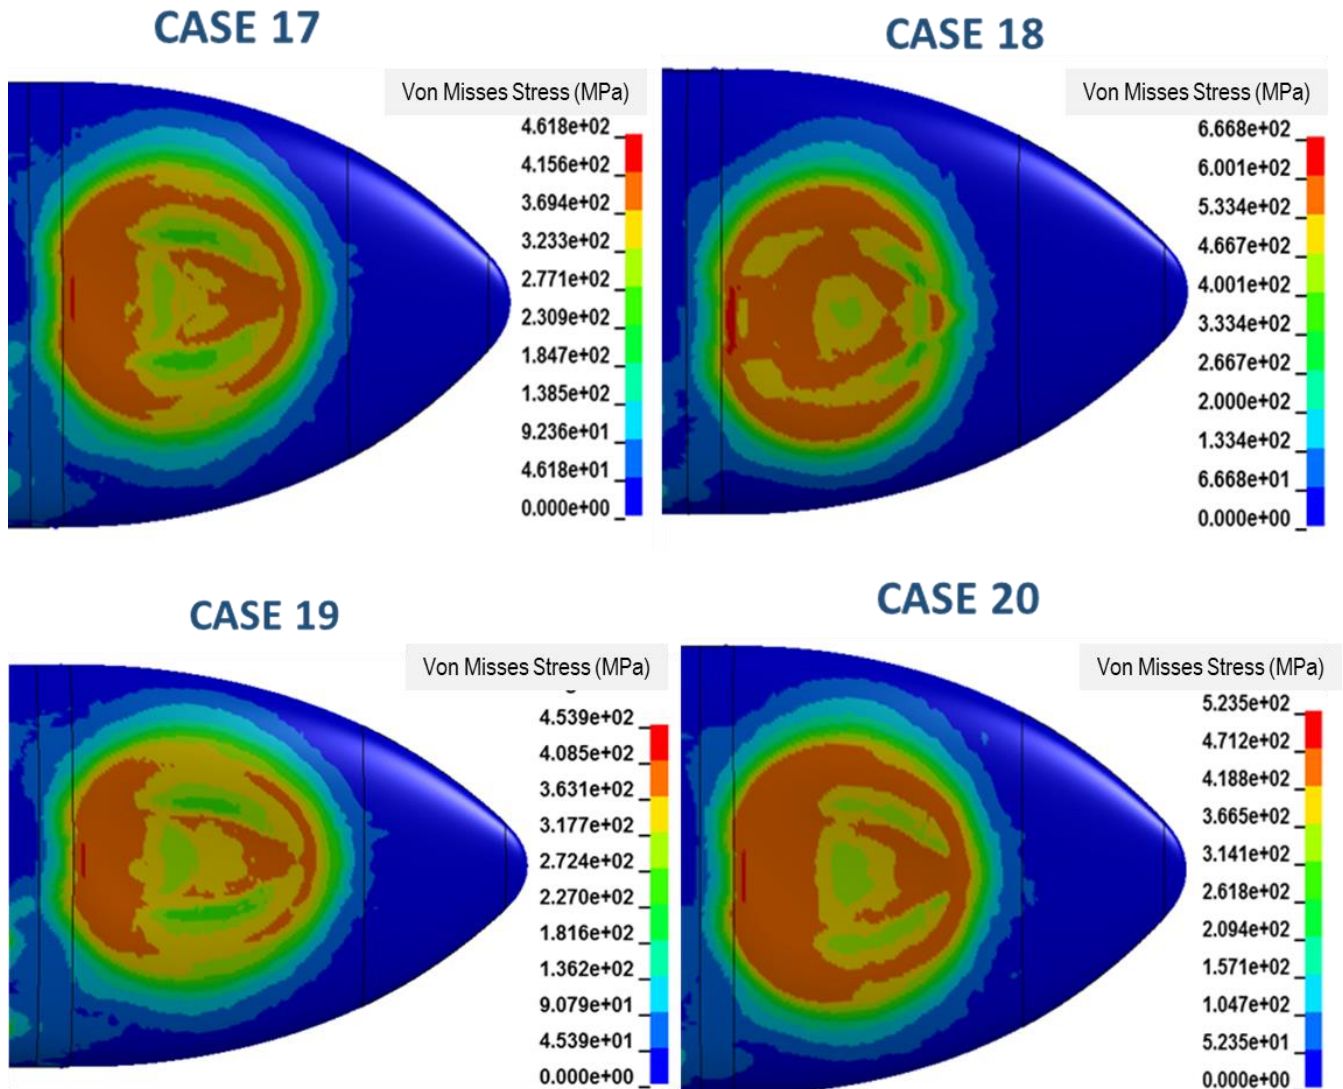 CASE 17
Von Misses Stress (MPa)
4.618e+02
4.156e+02
3.694e+02
3.233e+02
2.771e+02
2.309e+02
1.847e+02
1.385e+02
9.236e+01
4.618e+01
0.000e+00
CASE 18
Von Misses Stress (MPa)
6.668e+02
6.001e+02
5.334e+02
4.667e+02
4.001e+02
3.334e+02
2.667e+02
2.000e+02
1.334e+02
6.668e+01
0.000e+00
CASE 19
Von Misses Stress (MPa)
4.539e+02
4.085e+02
3.631e+02
3.177e+02
2.724e+02
2.270e+02
1.816e+02
1.362e+02
9.079e+01
4.539e+01
0.000e+00
CASE 20
Von Misses Stress (MPa)
5.235e+02
4.712e+02
4.188e+02
3.665e+02
3.141e+02
2.618e+02
2.094e+02
1.571e+02
1.047e+02
5.235e+01
0.000e+00